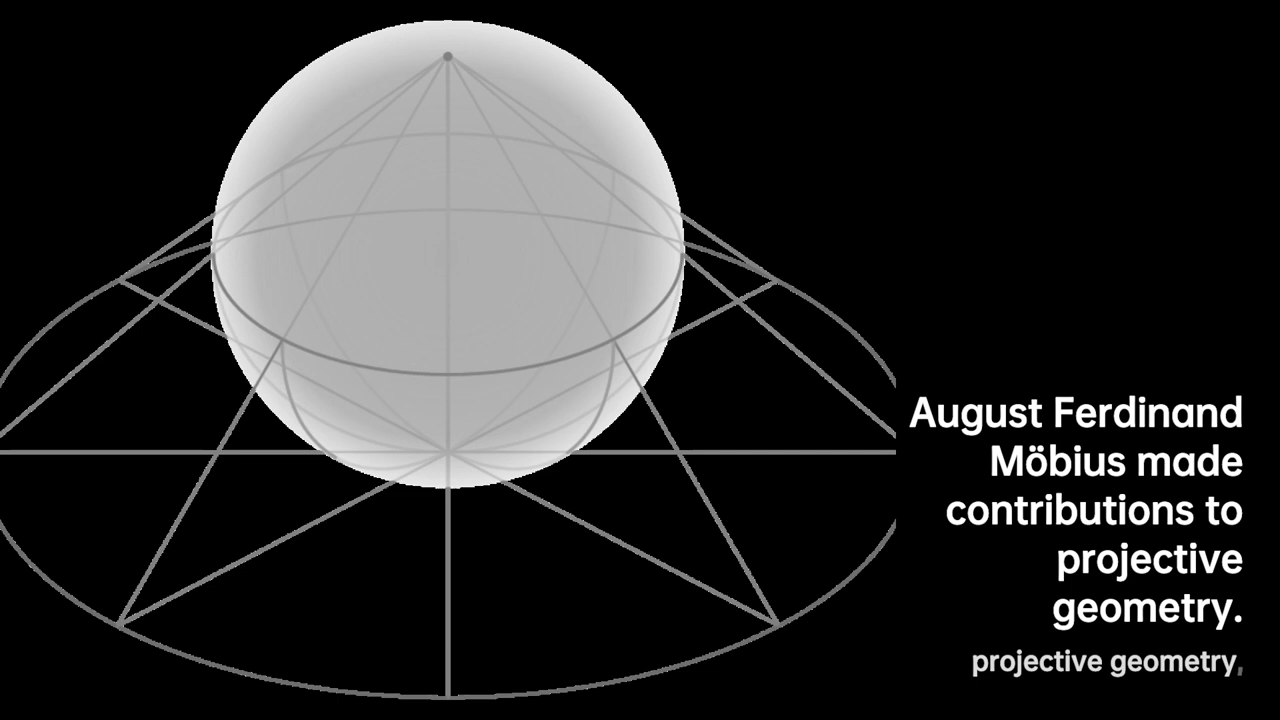 August Ferdinand
Möbius made
contributions to
projective
geometry.
projective geometry,